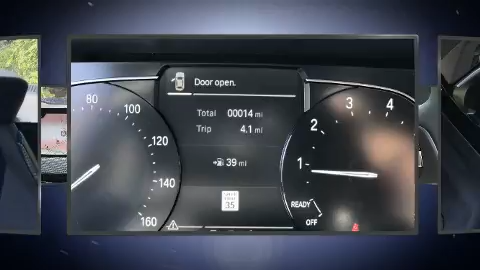 Door open.
Total 00014 mi
Trip 4.1 mi
39 mi
35
80
100
120
140
160
1
2
3
4
READY
OFF